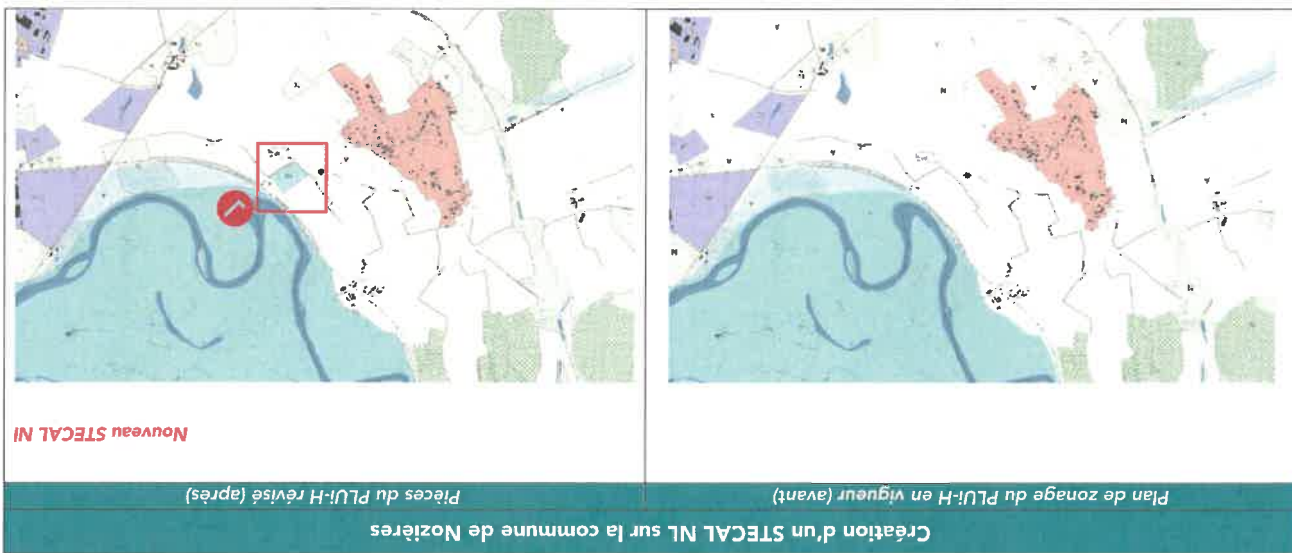 Création d'un STECAL NL sur la commune de Nozières
Plan de zonage du PLUi-H en vigueur (avant)
Pièces du PLUi-H révisé (après)
Nouveau STECAL Nl